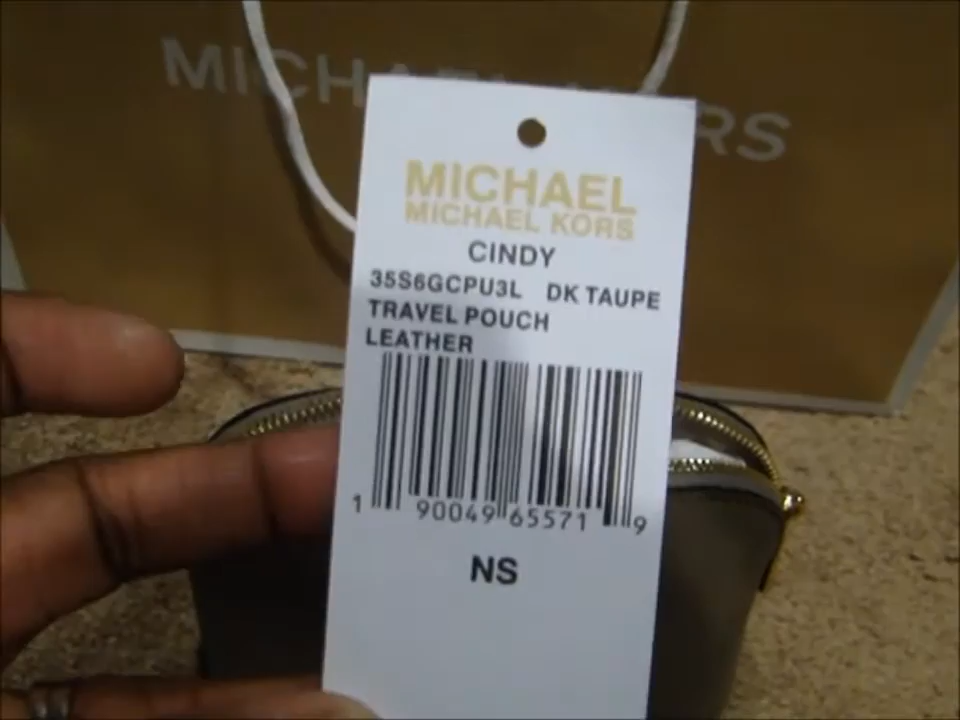 MICHAEL KORS
MICHAEL
MICHAEL KORS
CINDY
35S6GCPU3L DK TAUPE
TRAVEL POUCH
LEATHER
1 90049 65571 9
NS